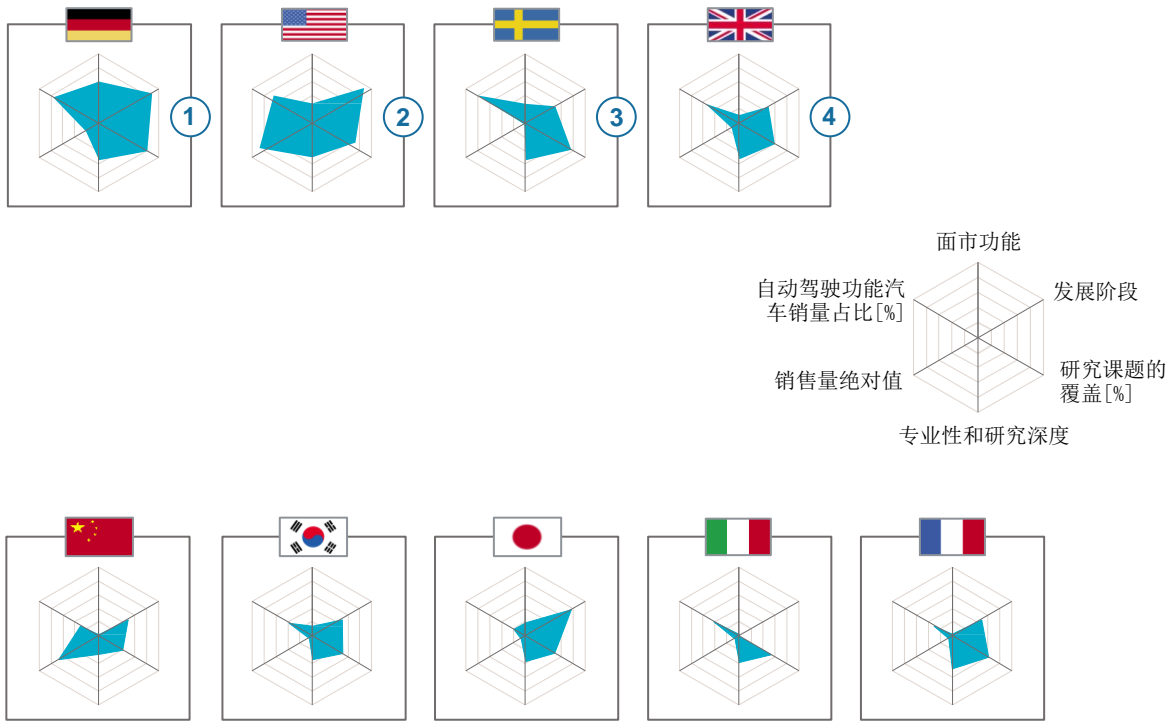 1
2
3
4
面市功能
自动驾驶功能汽
车销量占比[%]
发展阶段
销售量绝对值
研究课题的
覆盖[%]
专业性和研究深度